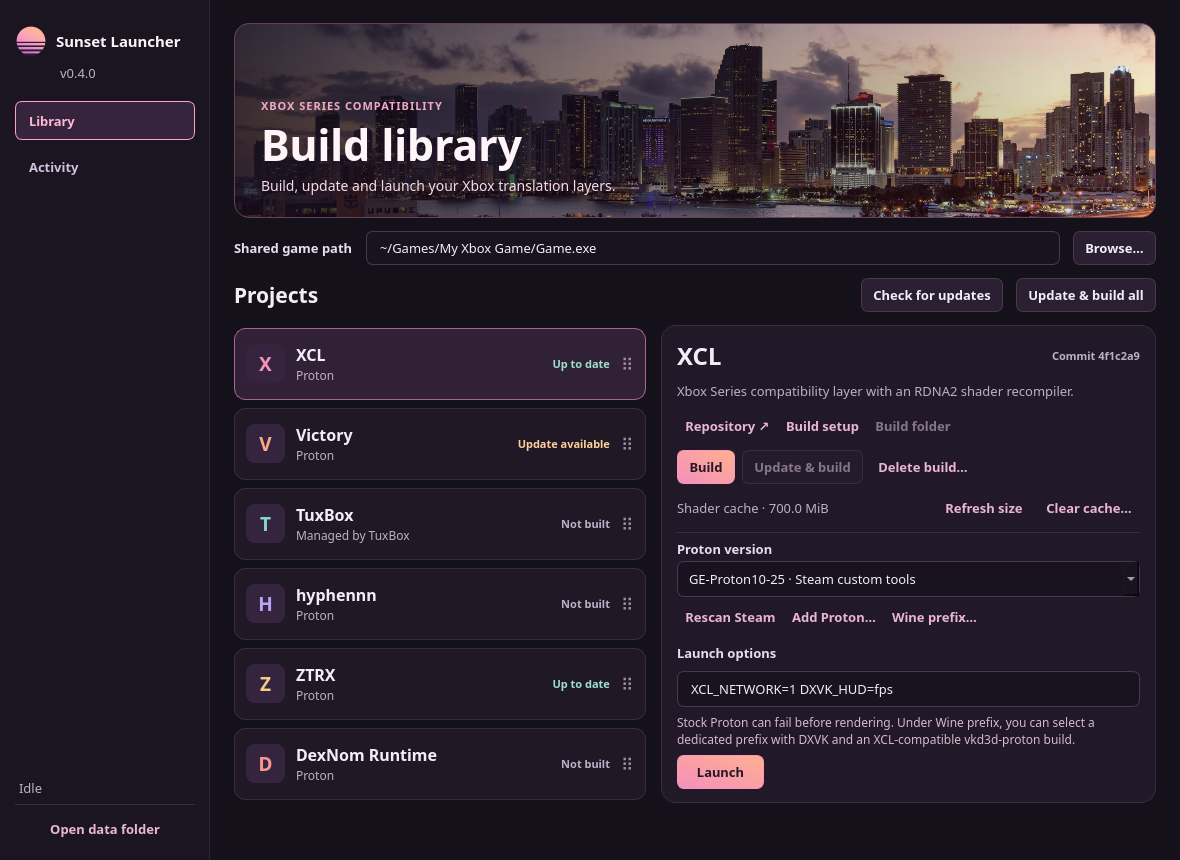 Sunset Launcher
v0.4.0
Library
Activity
XBOX SERIES COMPATIBILITY
Build library
Build, update and launch your Xbox translation layers.
Shared game path
~/Games/My Xbox Game/Game.exe
Browse...
Projects
Check for updates
Update & build all
X
XCL
Proton
Up to date
V
Victory
Proton
Update available
T
TuxBox
Managed by TuxBox
Not built
H
hyphennn
Proton
Not built
Z
ZTRX
Proton
Up to date
D
DexNom Runtime
Proton
Not built
XCL
Commit 4f1c2a9
Xbox Series compatibility layer with an RDNA2 shader recompiler.
Repository ↗
Build setup
Build folder
Build
Update & build
Delete build...
Shader cache · 700.0 MiB
Refresh size
Clear cache...
Proton version
GE-Proton10-25 · Steam custom tools
Rescan Steam
Add Proton...
Wine prefix...
Launch options
XCL_NETWORK=1 DXVK_HUD=fps
Stock Proton can fail before rendering. Under Wine prefix, you can select a
dedicated prefix with DXVK and an XCL-compatible vkd3d-proton build.
Launch
Idle
Open data folder